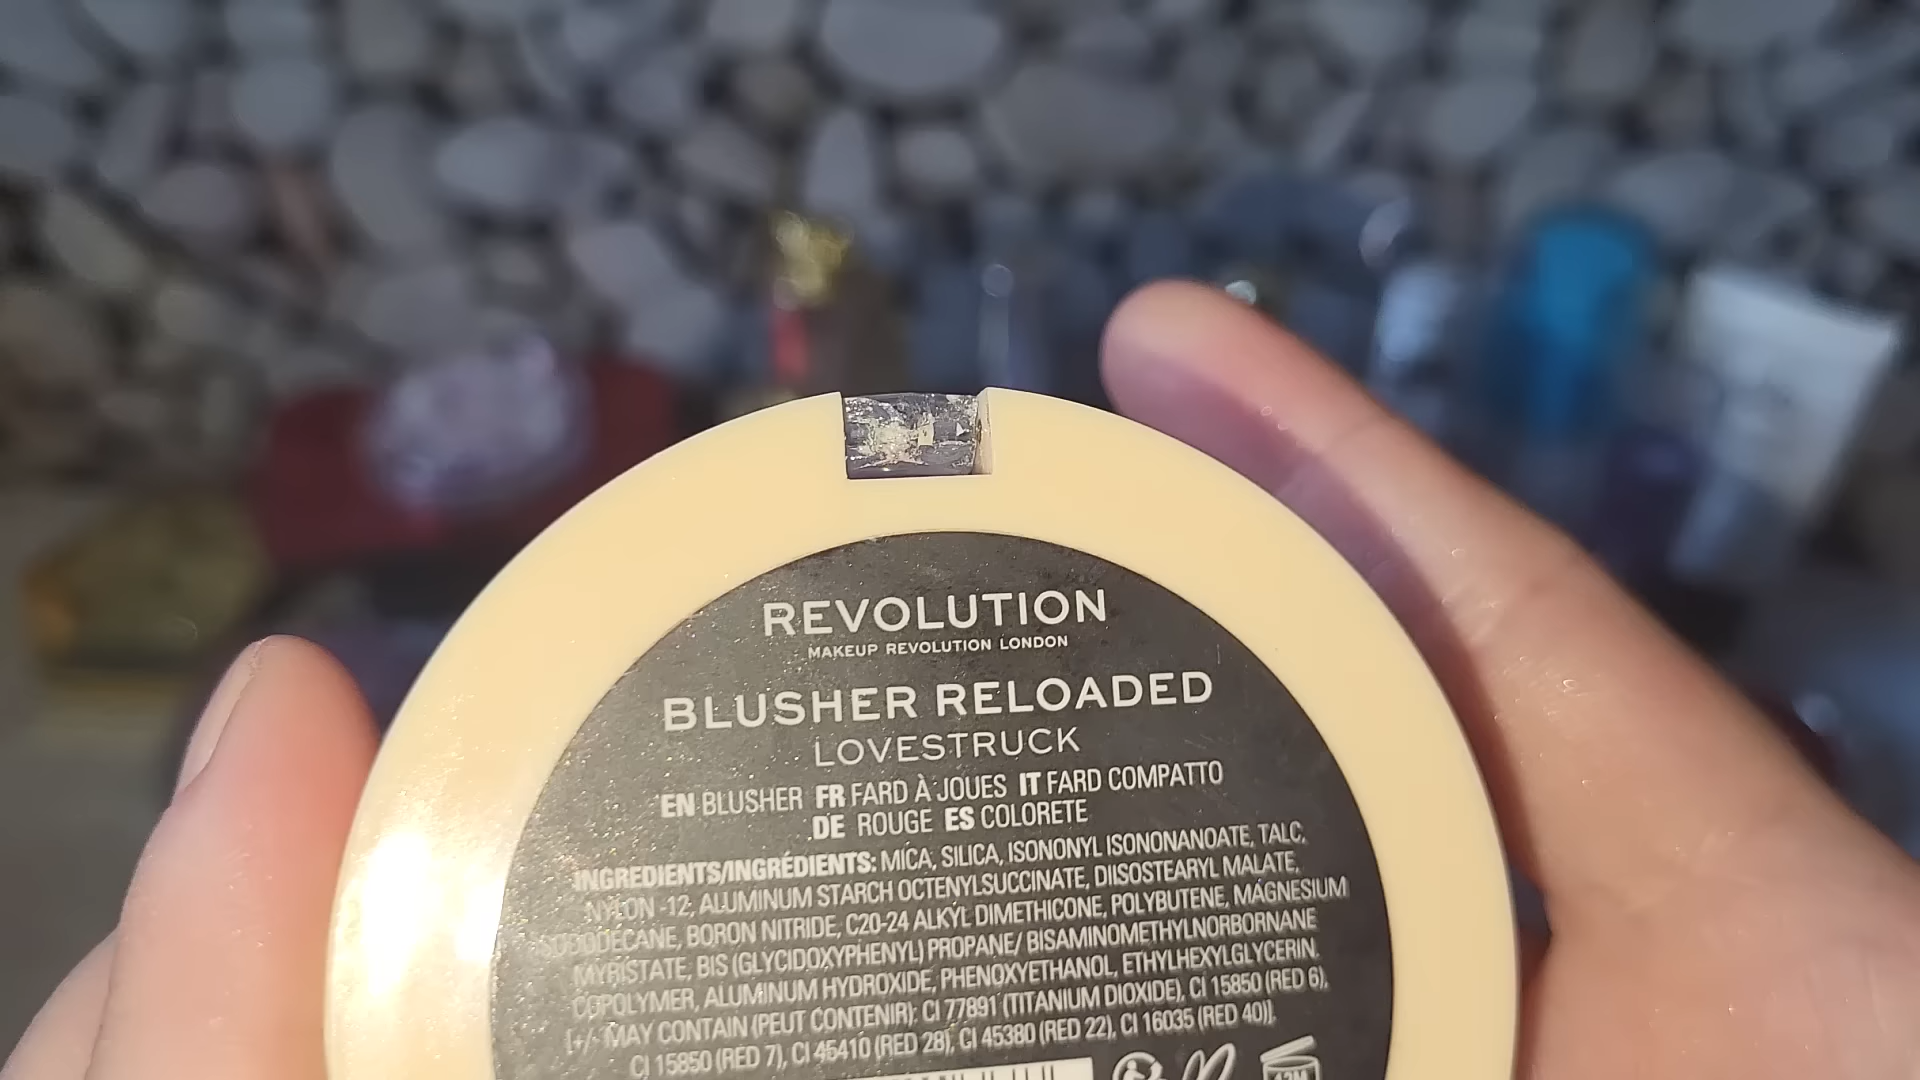 REVOLUTION
MAKEUP REVOLUTION LONDON
BLUSHER RELOADED
LOVESTRUCK
EN BLUSHER FR FARD À JOUES IT FARD COMPATTO
DE ROUGE ES COLORETE
INGREDIENTS/INGRÉDIENTS: MICA, SILICA, ISONONYL ISONONANOATE, TALC,
NYLON -12, ALUMINUM STARCH OCTENYLSUCCINATE, DIISOSTEARYL MALATE,
BORON NITRIDE, C20-24 ALKYL DIMETHICONE, POLYBUTENE, MAGNESIUM
MYRISTATE, BIS (GLYCIDOXYPHENYL) PROPANE/ BISAMINOMETHYLNORBORNANE
COPOLYMER, ALUMINUM HYDROXIDE, PHENOXYETHANOL, ETHYLHEXYLGLYCERIN,
[+/- MAY CONTAIN (PEUT CONTENIR): CI 77891 (TITANIUM DIOXIDE), CI 15850 (RED 6),
CI 15850 (RED 7), CI 45410 (RED 28), CI 45380 (RED 22), CI 16035 (RED 40)].
12M